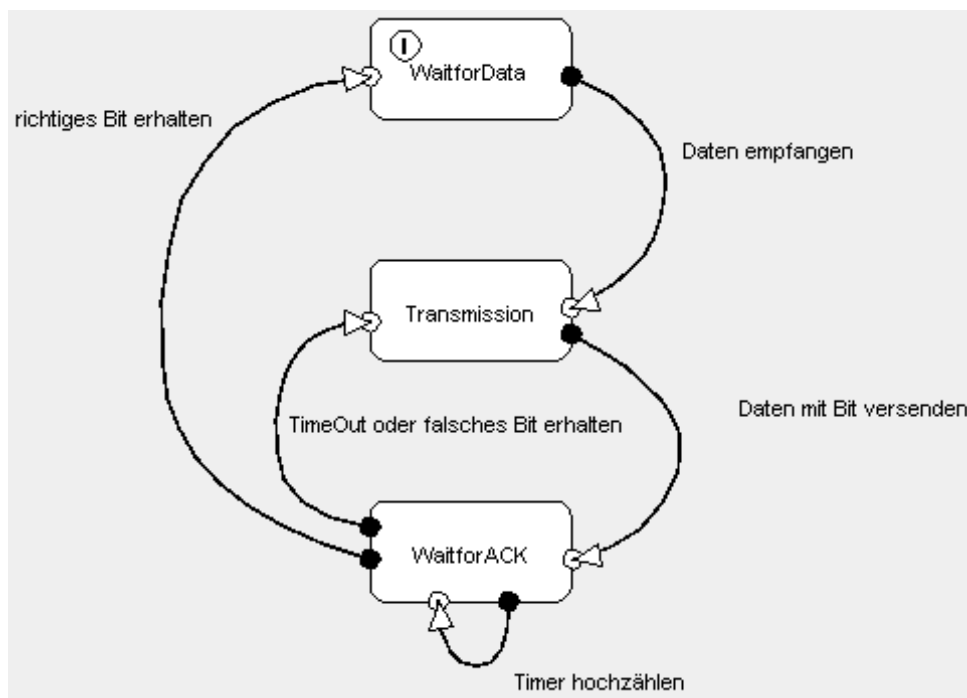 I
WaitforData
richtiges Bit erhalten
Daten empfangen
Transmission
Daten mit Bit versenden
TimeOut oder falsches Bit erhalten
WaitforACK
Timer hochzählen